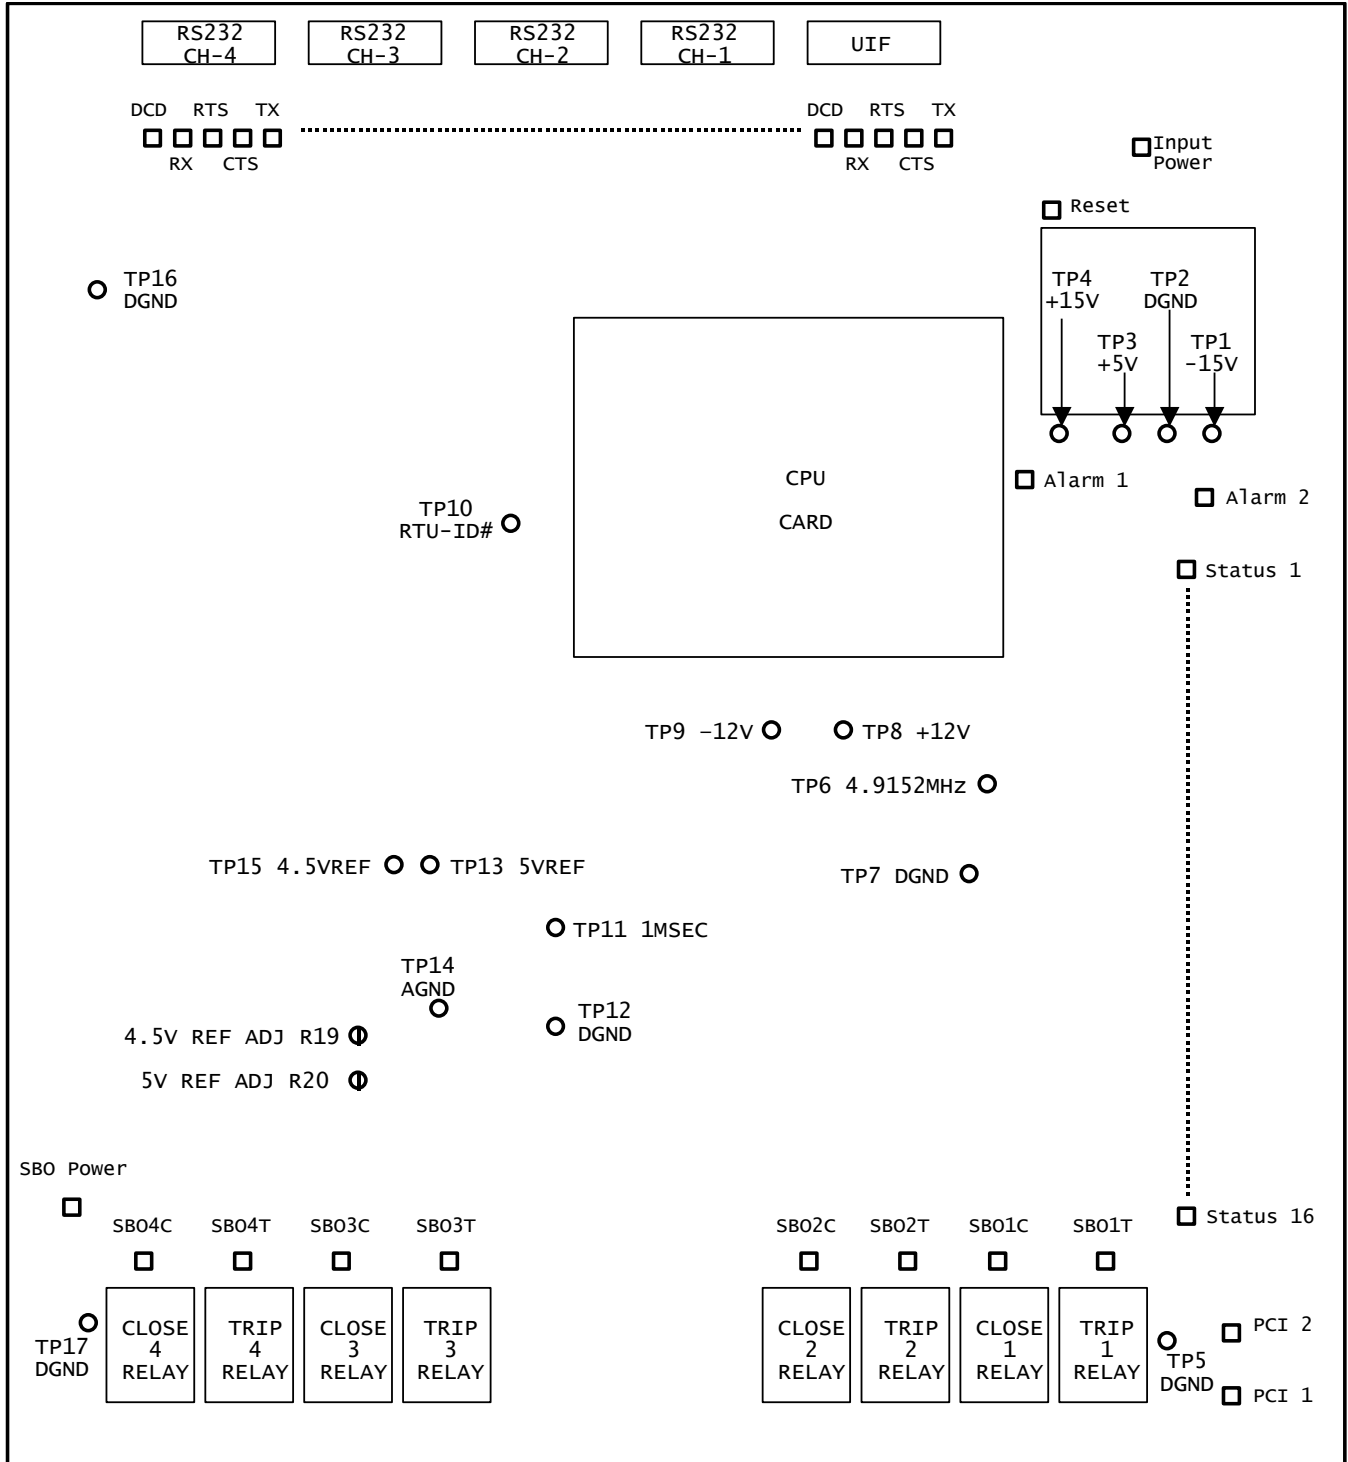 RS232
CH-4
RS232
CH-3
RS232
CH-2
RS232
CH-1
UIF
DCD RTS TX
RX CTS
DCD RTS TX
RX CTS
Input
Power
Reset
TP16
DGND
TP4
+15V
TP2
DGND
TP3
+5V
TP1
-15V
CPU
CARD
Alarm 1
Alarm 2
TP10
RTU-ID#
Status 1
TP9 -12V
TP8 +12V
TP6 4.9152MHz
TP15 4.5VREF
TP13 5VREF
TP7 DGND
TP11 1MSEC
TP14
AGND
TP12
DGND
4.5V REF ADJ R19
5V REF ADJ R20
SBO Power
SBO4C
SBO4T
SBO3C
SBO3T
SBO2C
SBO2T
SBO1C
SBO1T
Status 16
TP17
DGND
CLOSE
4
RELAY
TRIP
4
RELAY
CLOSE
3
RELAY
TRIP
3
RELAY
CLOSE
2
RELAY
TRIP
2
RELAY
CLOSE
1
RELAY
TRIP
1
RELAY
TP5
DGND
PCI 2
PCI 1